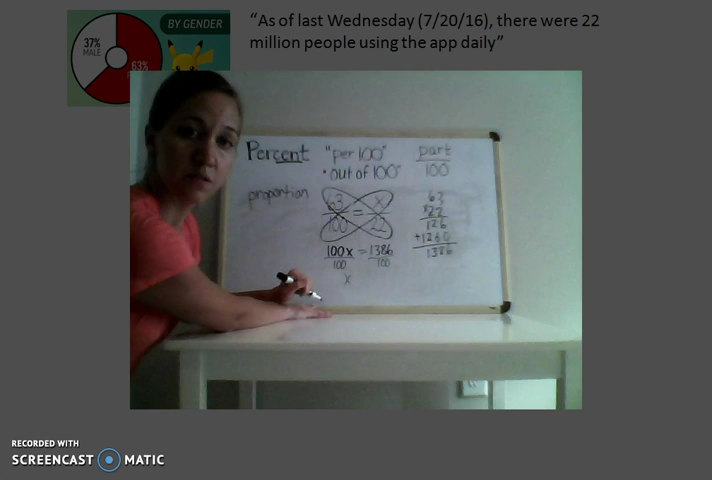 37%
MALE
BY GENDER
63%
“As of last Wednesday (7/20/16), there were 22
million people using the app daily”
Percent
"per 100"
• out of 100"
part
100
proportion
63
100
=
x
22
100x = 1386
100 100
x
63
x22
126
+1260
1386
RECORDED WITH
SCREENCAST MATIC